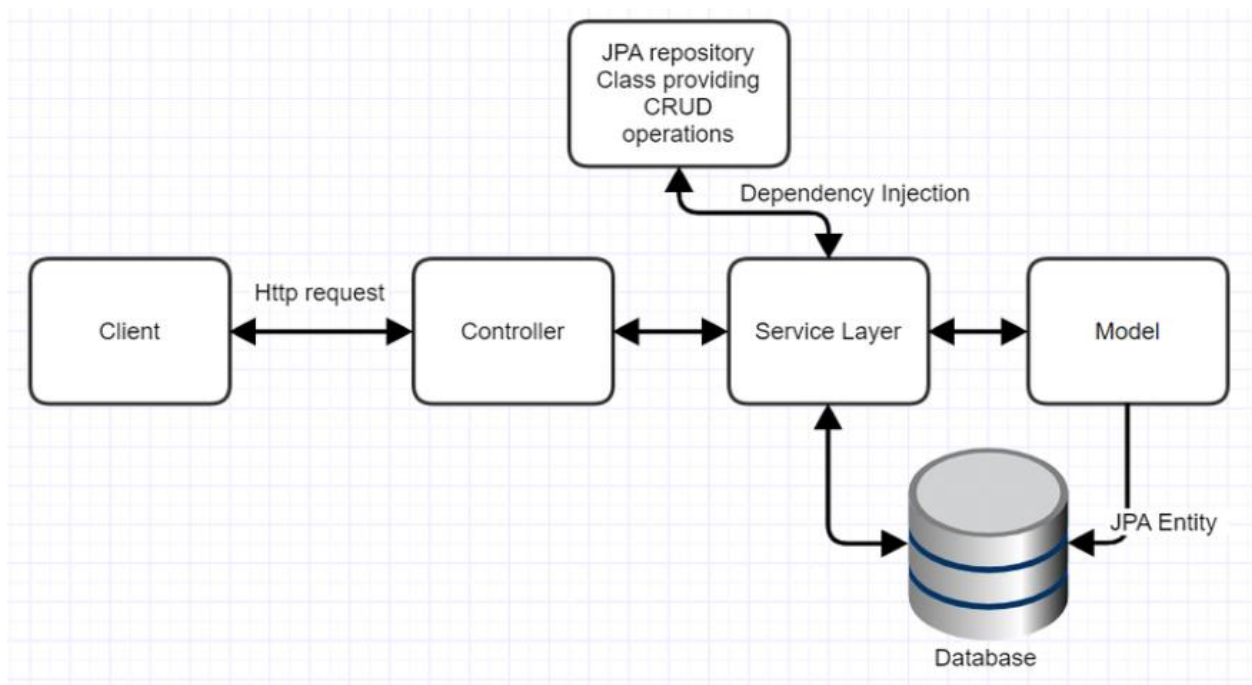 JPA repository
Class providing
CRUD
operations
Dependency Injection
Http request
Client
Controller
Service Layer
Model
JPA Entity
Database